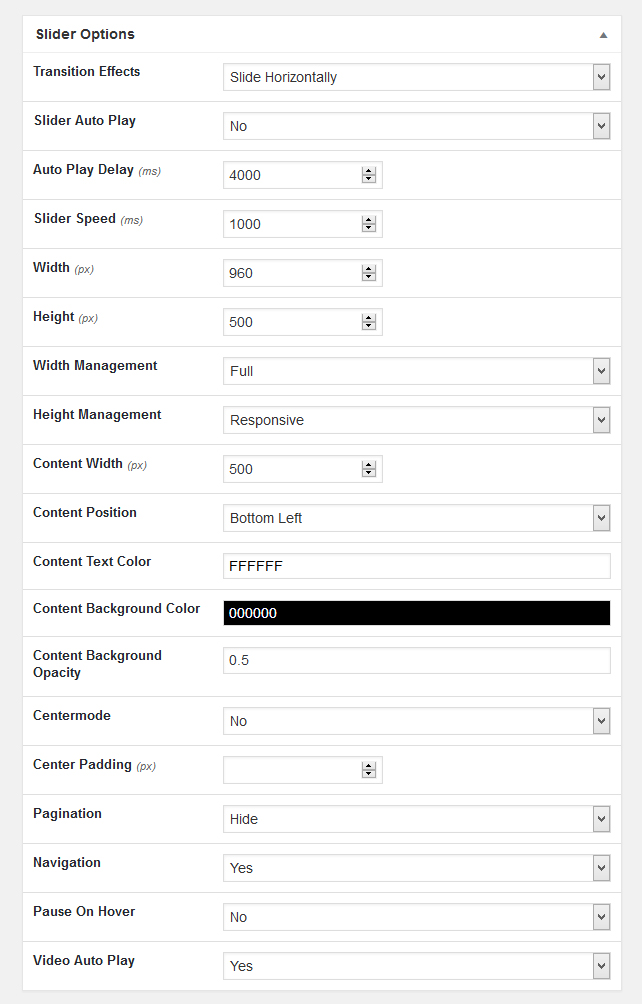 Slider Options
Transition Effects
Slide Horizontally
Slider Auto Play
No
Auto Play Delay (ms)
4000
Slider Speed (ms)
1000
Width (px)
960
Height (px)
500
Width Management
Full
Height Management
Responsive
Content Width (px)
500
Content Position
Bottom Left
Content Text Color
FFFFFF
Content Background Color
000000
Content Background
Opacity
0.5
Centermode
No
Center Padding (px)
Pagination
Hide
Navigation
Yes
Pause On Hover
No
Video Auto Play
Yes